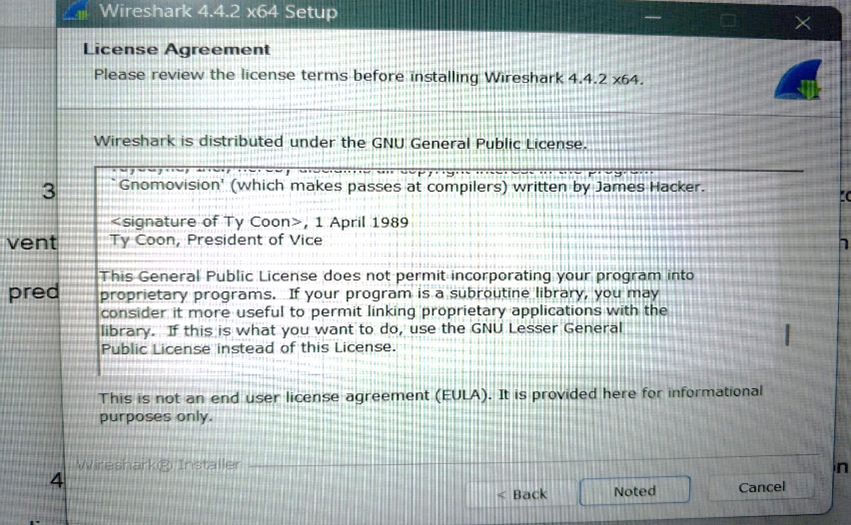 Wireshark 4.4.2 x64 Setup
License Agreement
Please review the license terms before installing Wireshark 4.4.2 x64.
Wireshark is distributed under the GNU General Public License.
`Gnomovision' (which makes passes at compilers) written by James Hacker.
<signature of Ty Coon>, 1 April 1989
Ty Coon, President of Vice
This General Public License does not permit incorporating your program into
proprietary programs.  If your program is a subroutine library, you may
consider it more useful to permit linking proprietary applications with the
library.  If this is what you want to do, use the GNU Lesser General
Public License instead of this License.
This is not an end user license agreement (EULA). It is provided here for informational
purposes only.
Wireshark® Installer
< Back
Noted
Cancel
3
vent
pred
4